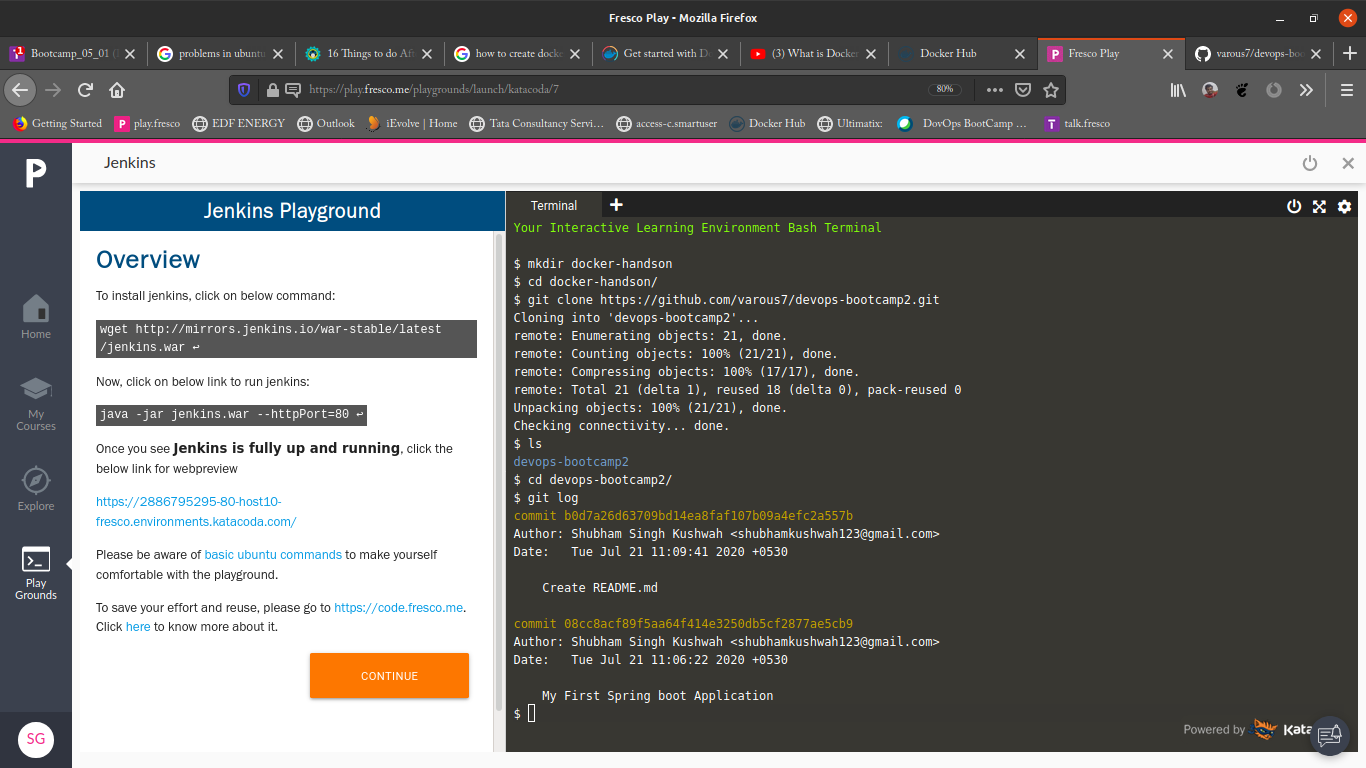 Fresco Play - Mozilla Firefox
Bootcamp_05_01 (
problems in ubuntu
16 Things to do Aft
how to create docke
Get started with Do
(3) What is Docker
Docker Hub
Fresco Play
varous7/devops-boo
https://play.fresco.me/playgrounds/launch/katacoda/7
80%
Getting Started
play.fresco
EDF ENERGY
Outlook
iEvolve | Home
Tata Consultancy Servi…
access-c.smartuser
Docker Hub
Ultimatix:
DovOps BootCamp …
talk.fresco
P
Jenkins
Home
My
Courses
Explore
Play
Grounds
SG
Jenkins Playground
Overview
To install jenkins, click on below command:
wget http://mirrors.jenkins.io/war-stable/latest
/jenkins.war ↩
Now, click on below link to run jenkins:
java -jar jenkins.war --httpPort=80 ↩
Once you see Jenkins is fully up and running, click the
below link for webpreview
https://2886795295-80-host10-
fresco.environments.katacoda.com/
Please be aware of basic ubuntu commands to make yourself
comfortable with the playground.
To save your effort and reuse, please go to https://code.fresco.me.
Click here to know more about it.
CONTINUE
Terminal
Your Interactive Learning Environment Bash Terminal
$ mkdir docker-handson
$ cd docker-handson/
$ git clone https://github.com/varous7/devops-bootcamp2.git
Cloning into 'devops-bootcamp2'...
remote: Enumerating objects: 21, done.
remote: Counting objects: 100% (21/21), done.
remote: Compressing objects: 100% (17/17), done.
remote: Total 21 (delta 1), reused 18 (delta 0), pack-reused 0
Unpacking objects: 100% (21/21), done.
Checking connectivity... done.
$ ls
devops-bootcamp2
$ cd devops-bootcamp2/
$ git log
commit b0d7a26d63709bd14ea8faf107b09a4efc2a557b
Author: Shubham Singh Kushwah <shubhamkushwah123@gmail.com>
Date:   Tue Jul 21 11:09:41 2020 +0530
Create README.md
commit 08cc8acf89f5aa64f414e3250db5cf2877ae5cb9
Author: Shubham Singh Kushwah <shubhamkushwah123@gmail.com>
Date:   Tue Jul 21 11:06:22 2020 +0530
My First Spring boot Application
$
Powered by Kata